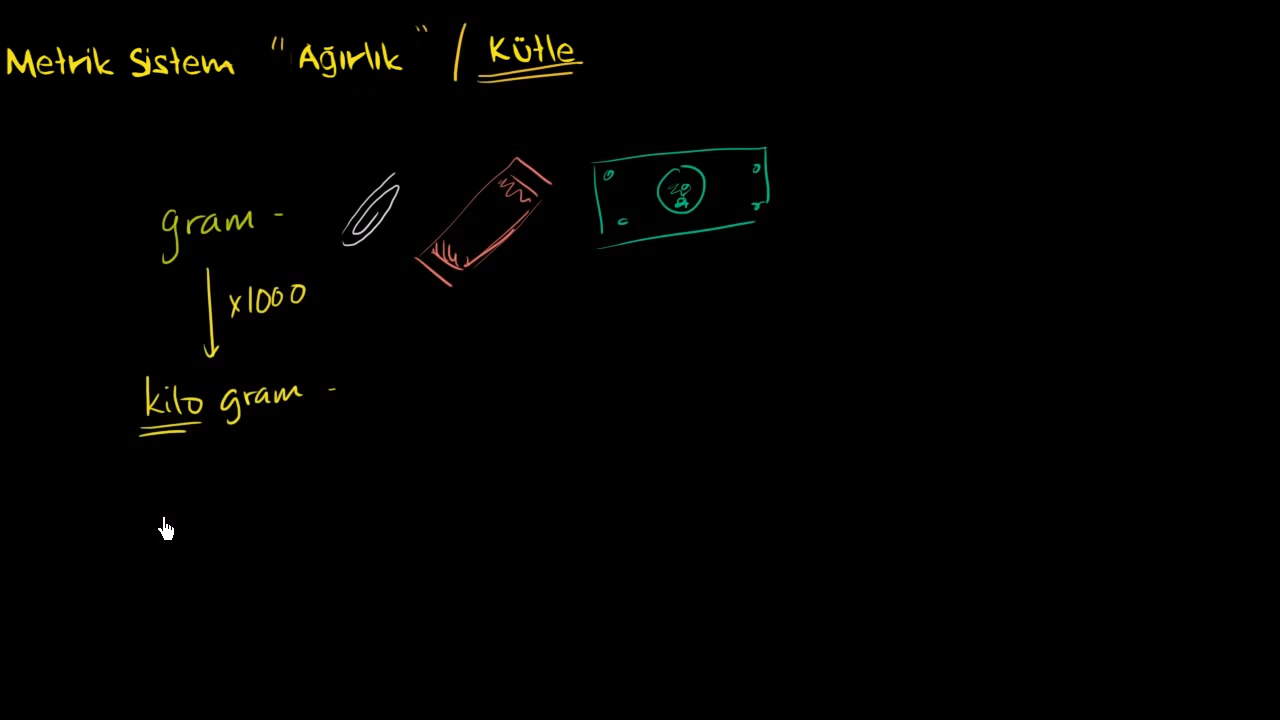 Metrik Sistem "Ağırlık" / Kütle
gram -
x1000
kilo gram -